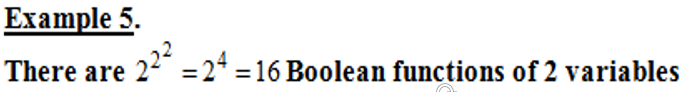 Example 5.
There are 2^{2^2} = 2^4 = 16 Boolean functions of 2 variables